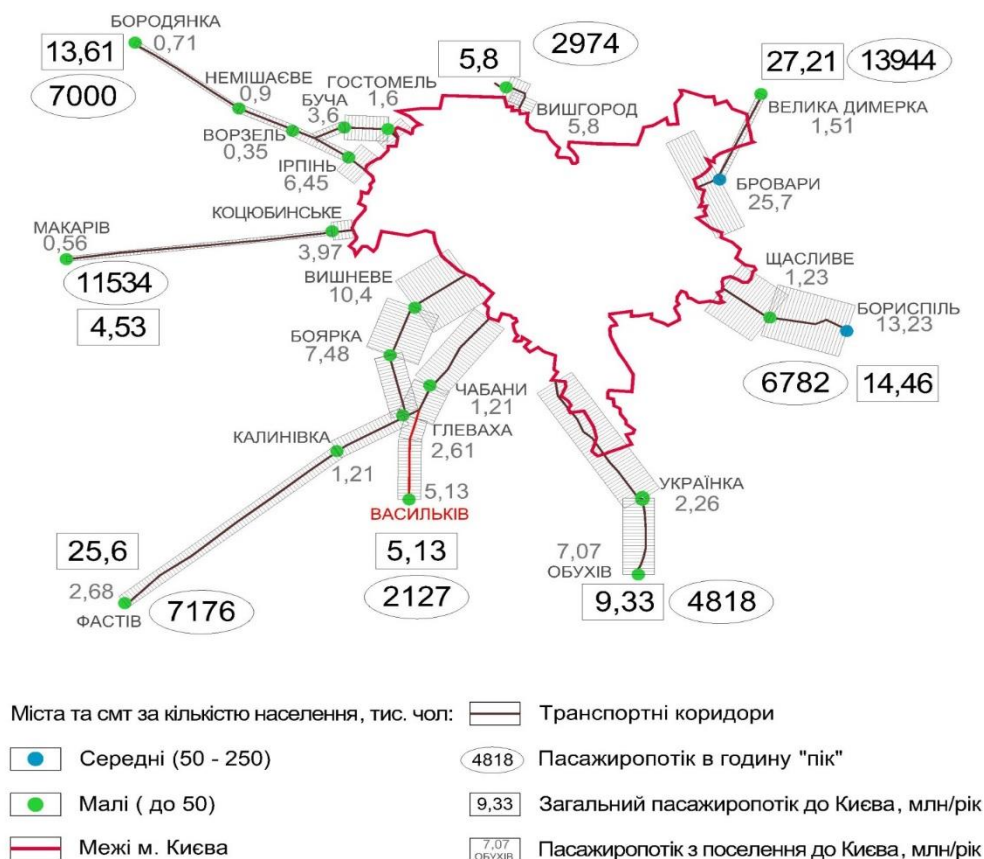 БОРОДЯНКА
0,71
13,61
7000
НЕМІШАЄВЕ
0,9
ГОСТОМЕЛЬ
1,6
БУЧА
3,6
ВОРЗЕЛЬ
0,35
ІРПІНЬ
6,45
5,8
2974
ВИШГОРОД
5,8
27,21
13944
ВЕЛИКА ДИМЕРКА
1,51
БРОВАРИ
25,7
МАКАРІВ
0,56
КОЦЮБИНСЬКЕ
3,97
11534
4,53
ВИШНЕВЕ
10,4
БОЯРКА
7,48
ЩАСЛИВЕ
1,23
БОРИСПІЛЬ
13,23
6782
14,46
ЧАБАНИ
1,21
ГЛЕВАХА
2,61
КАЛИНІВКА
1,21
5,13
ВАСИЛЬКІВ
5,13
2127
25,6
2,68
ФАСТІВ
7176
УКРАЇНКА
2,26
7,07
ОБУХІВ
9,33
4818
Міста та смт за кількістю населення, тис. чол:
Середні (50 - 250)
Малі ( до 50)
Межі м. Києва
Транспортні коридори
4818 Пасажиропотік в годину "пік"
9,33 Загальний пасажиропотік до Києва, млн/рік
7,07
ОБУХІВ
Пасажиропотік з поселення до Києва, млн/рік